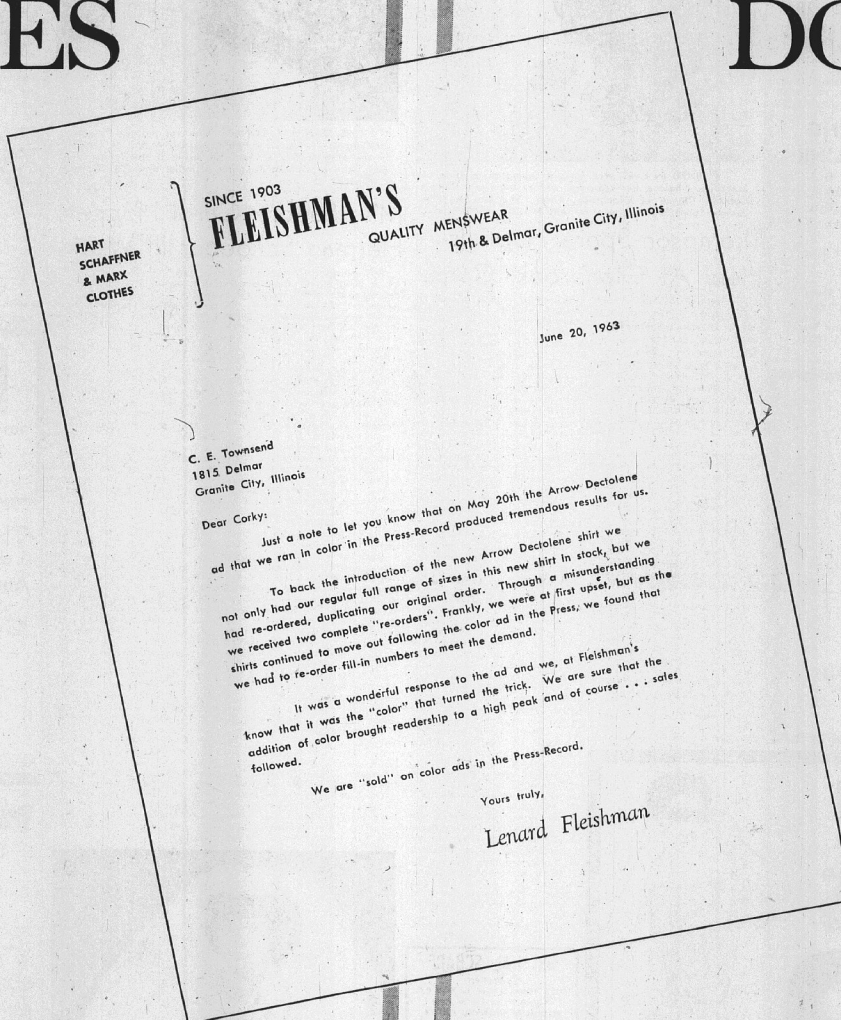 ES
DO
SINCE 1903
FLEISHMAN'S
QUALITY MENSWEAR
19th & Delmar, Granite City, Illinois
HART
SCHAFFNER
& MARX
CLOTHES
June 20, 1963
C. E. Townsend
1815 Delmar
Granite City, Illinois
Dear Corky:
Just a note to let you know that on May 20th the Arrow Dectolene
ad that we ran in color in the Press-Record produced tremendous results for us.
To back the introduction of the new Arrow Dectolene shirt we
not only had our regular full range of sizes in this new shirt in stock, but we
had re-ordered, duplicating our original order. Through a misunderstanding
we received two complete "re-orders". Frankly, we were at first upset, but as the
shirts continued to move out following the color ad in the Press, we found that
we had to re-order fill-in numbers to meet the demand.
It was a wonderful response to the ad and we, at Fleishman's
know that it was the "color" that turned the trick. We are sure that the
addition of color brought readership to a high peak and of course . . . sales
followed.
We are "sold" on color ads in the Press-Record.
Yours truly,
Lenard Fleishman